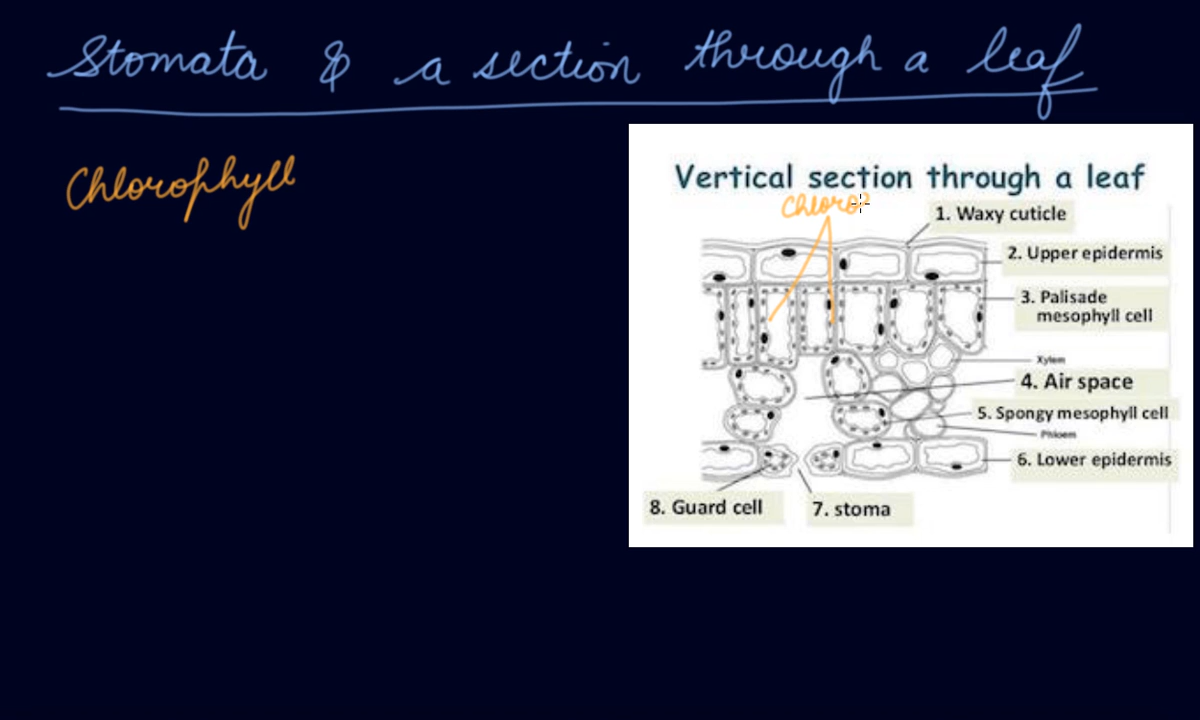 Stomata & a section through a leaf
Chlorophyll
Vertical section through a leaf
Chlorop
1. Waxy cuticle
2. Upper epidermis
3. Palisade
mesophyll cell
Xylem
4. Air space
5. Spongy mesophyll cell
Phloem
6. Lower epidermis
8. Guard cell
7. stoma